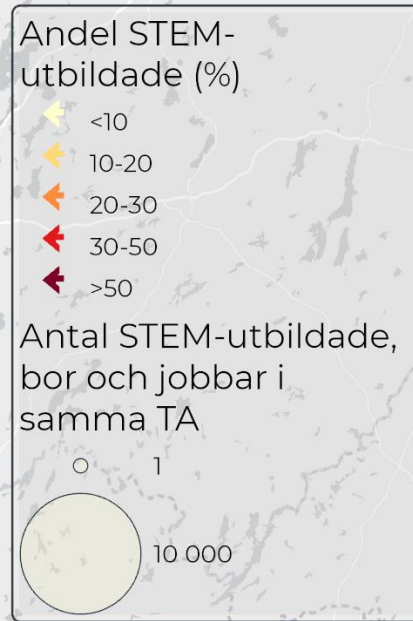 Andel STEM-
utbildade (%)
<10
10-20
20-30
30-50
>50
Antal STEM-utbildade,
bor och jobbar i
samma TA
1
10 000